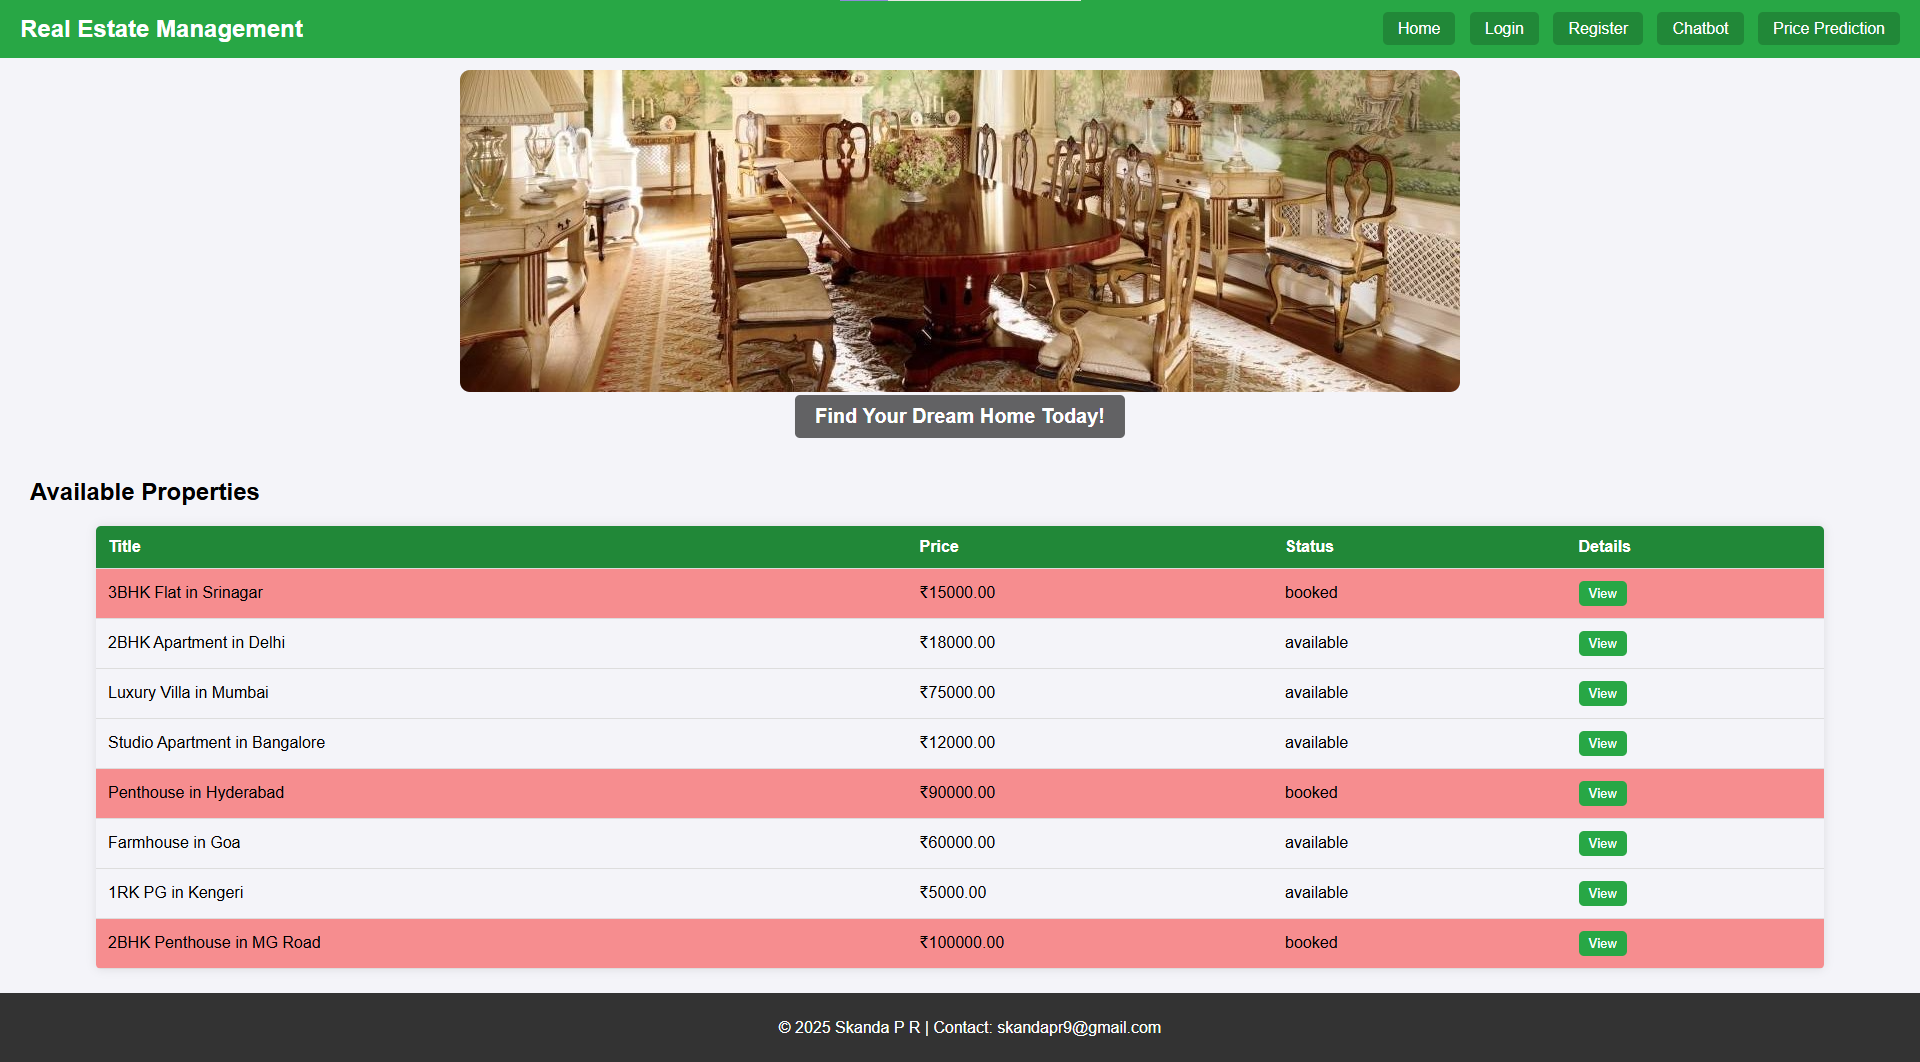 Real Estate Management Home Login Register Chatbot Price Prediction
Find Your Dream Home Today!
Available Properties
Title Price Status Details
3BHK Flat in Srinagar ₹15000.00 booked View
2BHK Apartment in Delhi ₹18000.00 available View
Luxury Villa in Mumbai ₹75000.00 available View
Studio Apartment in Bangalore ₹12000.00 available View
Penthouse in Hyderabad ₹90000.00 booked View
Farmhouse in Goa ₹60000.00 available View
1RK PG in Kengeri ₹5000.00 available View
2BHK Penthouse in MG Road ₹100000.00 booked View
© 2025 Skanda P R | Contact: skandapr9@gmail.com